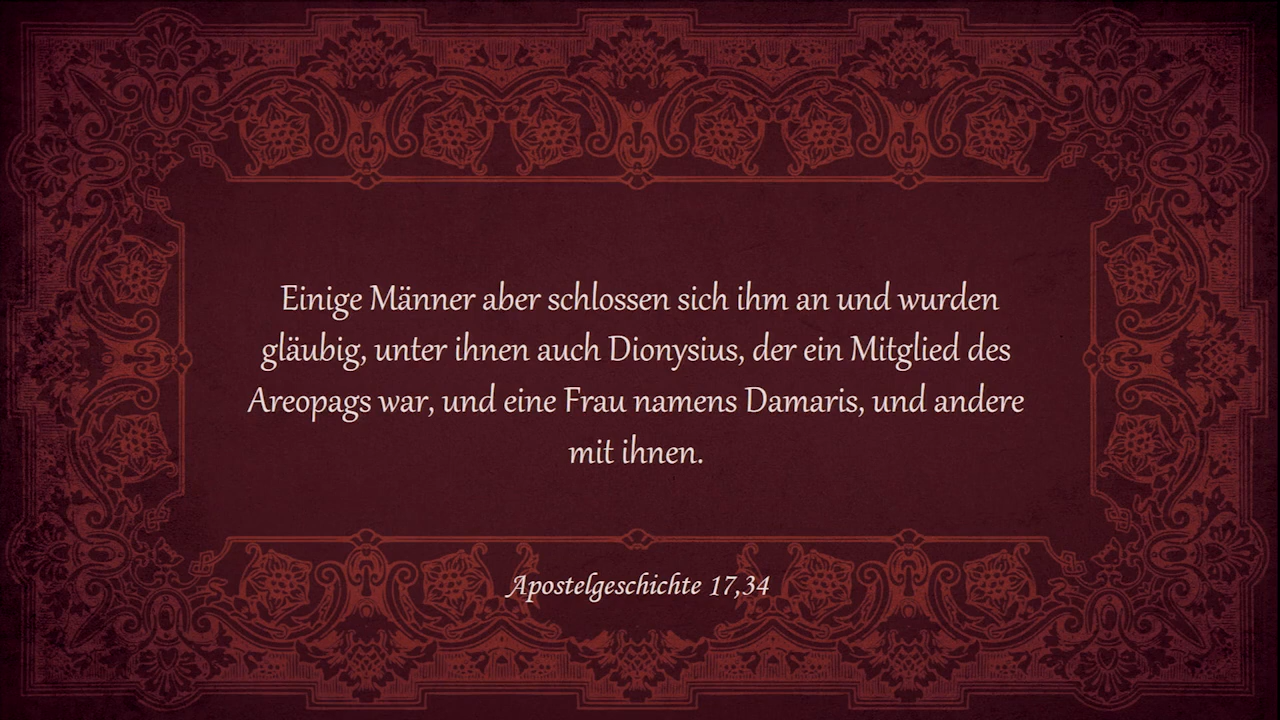 Einige Männer aber schlossen sich ihm an und wurden
gläubig, unter ihnen auch Dionysius, der ein Mitglied des
Areopags war, und eine Frau namens Damaris, und andere
mit ihnen.
Apostelgeschichte 17,34